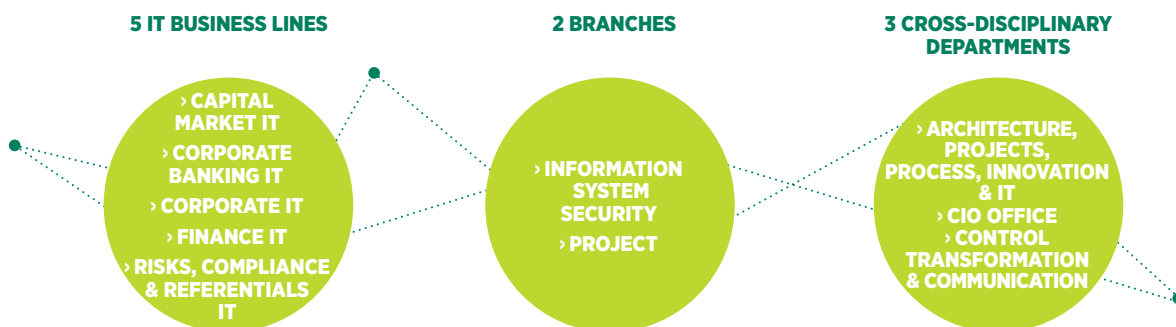 5 IT BUSINESS LINES
› CAPITAL
MARKET IT
› CORPORATE
BANKING IT
› CORPORATE IT
› FINANCE IT
› RISKS, COMPLIANCE
& REFERENTIALS
IT
2 BRANCHES
› INFORMATION
SYSTEM
SECURITY
› PROJECT
3 CROSS-DISCIPLINARY
DEPARTMENTS
› ARCHITECTURE,
PROJECTS,
PROCESS, INNOVATION
& IT
› CIO OFFICE
› CONTROL
TRANSFORMATION
& COMMUNICATION